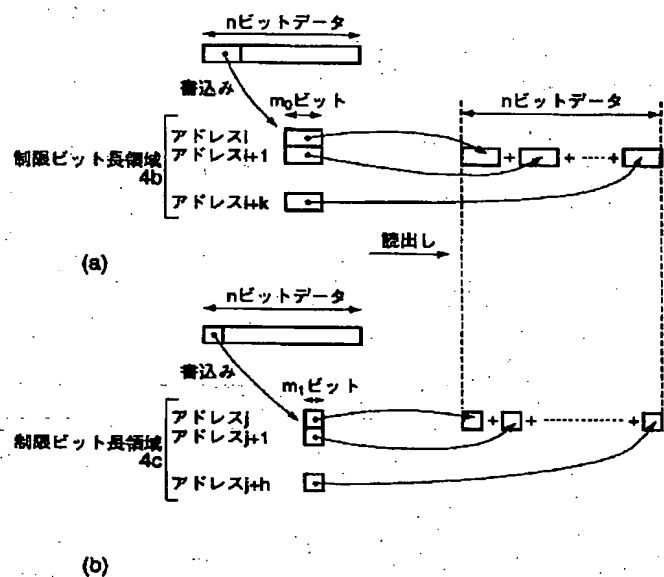 nビットデータ
書込み
m₀ビット
nビットデータ
制限ビット長領域
4b
アドレスi
アドレスi+1
アドレスi+k
+ + ----- +
読出し
(a)
nビットデータ
書込み
m₁ビット
制限ビット長領域
4c
アドレスj
アドレスj+1
アドレスj+h
+ + ---------- +
(b)